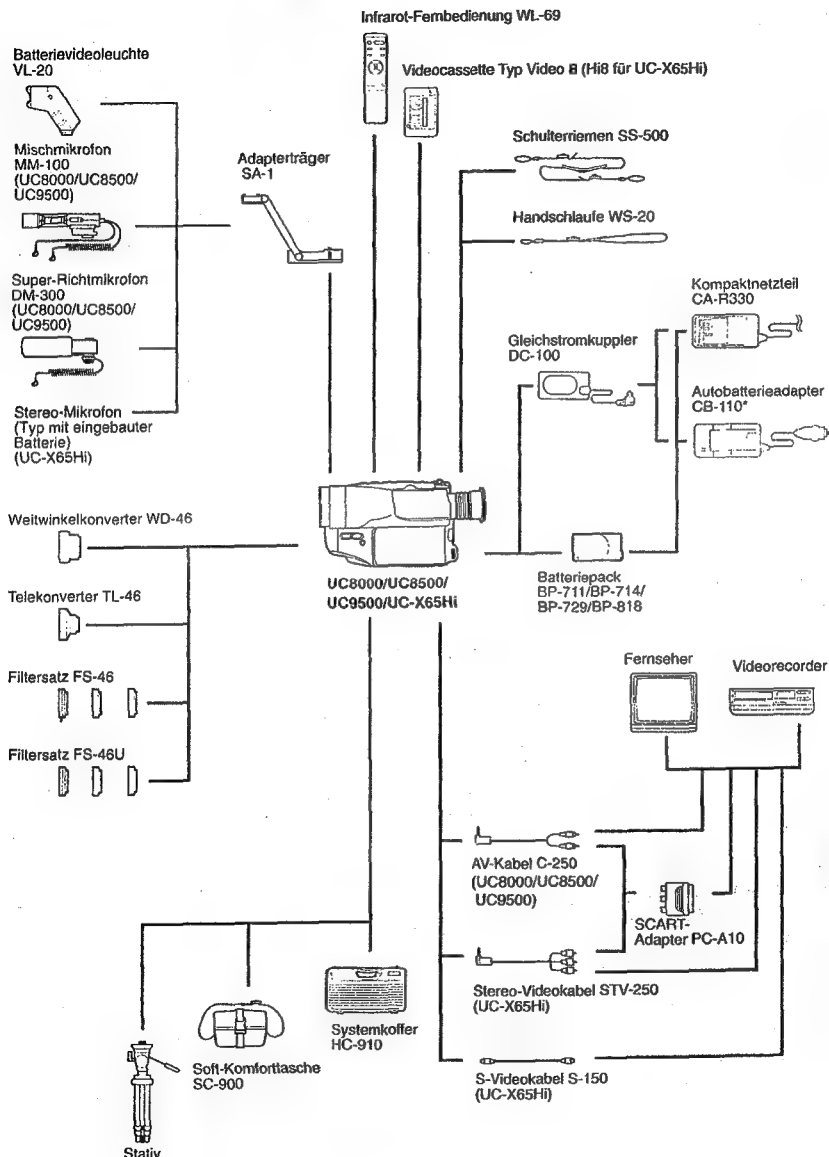 Infrarot-Fernbedienung WL-69
Batterievideoleuchte
VL-20
Videocassette Typ Video 8 (Hi8 für UC-X65Hi)
Mischmikrofon
MM-100
(UC8000/UC8500/
UC9500)
Adapterträger
SA-1
Schulterriemen SS-500
Handschlaufe WS-20
Super-Richtmikrofon
DM-300
(UC8000/UC8500/
UC9500)
Kompaktnetzteil
CA-R330
Gleichstromkuppler
DC-100
Autobatterieadapter
CB-110*
Stereo-Mikrofon
(Typ mit eingebauter
Batterie)
(UC-X65Hi)
Weitwinkelkonverter WD-46
UC8000/UC8500/
UC9500/UC-X65Hi
Batteriepack
BP-711/BP-714/
BP-729/BP-818
Telekonverter TL-46
Fernseher
Videorecorder
Filtersatz FS-46
Filtersatz FS-46U
AV-Kabel C-250
(UC8000/UC8500/
UC9500)
SCART-
Adapter PC-A10
Stereo-Videokabel STV-250
(UC-X65Hi)
Systemkoffer
HC-910
Soft-Komforttasche
SC-900
S-Videokabel S-150
(UC-X65Hi)
Stativ